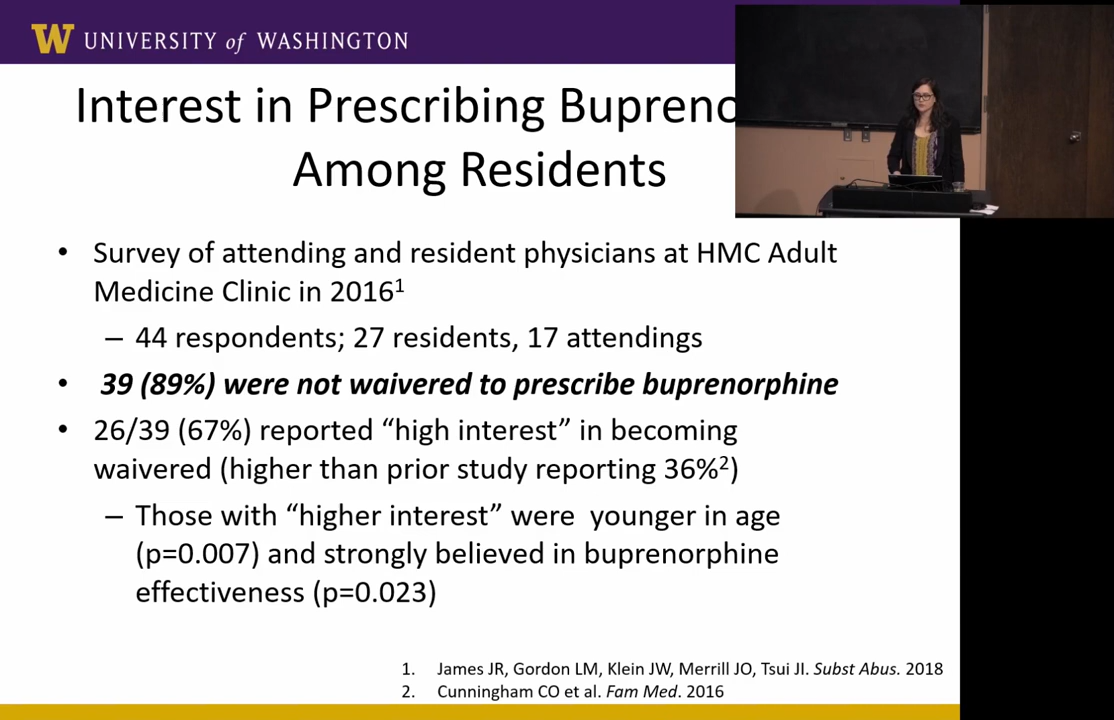 W UNIVERSITY of WASHINGTON
Interest in Prescribing
Among Residents
• Survey of attending and resident physicians at HMC Adult
Medicine Clinic in 20161
– 44 respondents; 27 residents, 17 attendings
• 39 (89%) were not waivered to prescribe buprenorphine
• 26/39 (67%) reported “high interest” in becoming
waivered (higher than prior study reporting 36%2)
– Those with “higher interest” were younger in age
(p=0.007) and strongly believed in buprenorphine
effectiveness (p=0.023)
1. James JR, Gordon LM, Klein JW, Merrill JO, Tsui JI. Subst Abus. 2018
2. Cunningham CO et al. Fam Med. 2016